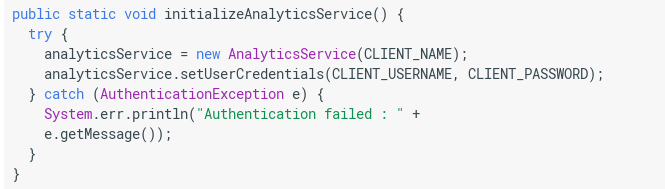 public static void initializeAnalyticsService() {
try {
analyticsService = new AnalyticsService(CLIENT_NAME);
analyticsService.setUserCredentials(CLIENT_USERNAME, CLIENT_PASSWORD);
} catch (AuthenticationException e) {
System.err.println("Authentication failed : " +
e.getMessage());
}
}